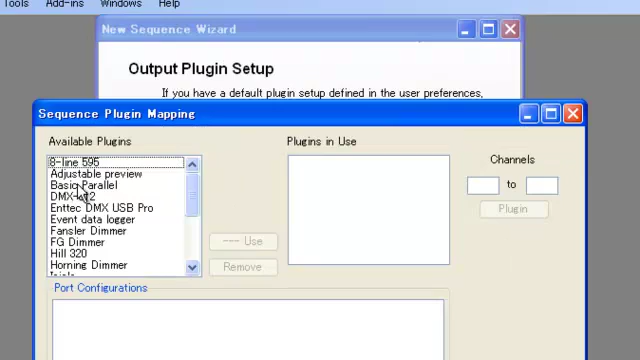 Tools Add-ins Windows Help
New Sequence Wizard
Output Plugin Setup
If you have a default plugin setup defined in the user preferences,
Sequence Plugin Mapping
Available Plugins
Plugins in Use
Channels
8-line 595
Adjustable preview
Basic Parallel
to
Enttec DMX USB Pro
Plugin
Event data logger
Fansler Dimmer
FG Dimmer
--- Use
Hill 320
Horning Dimmer
Remove
Port Configurations